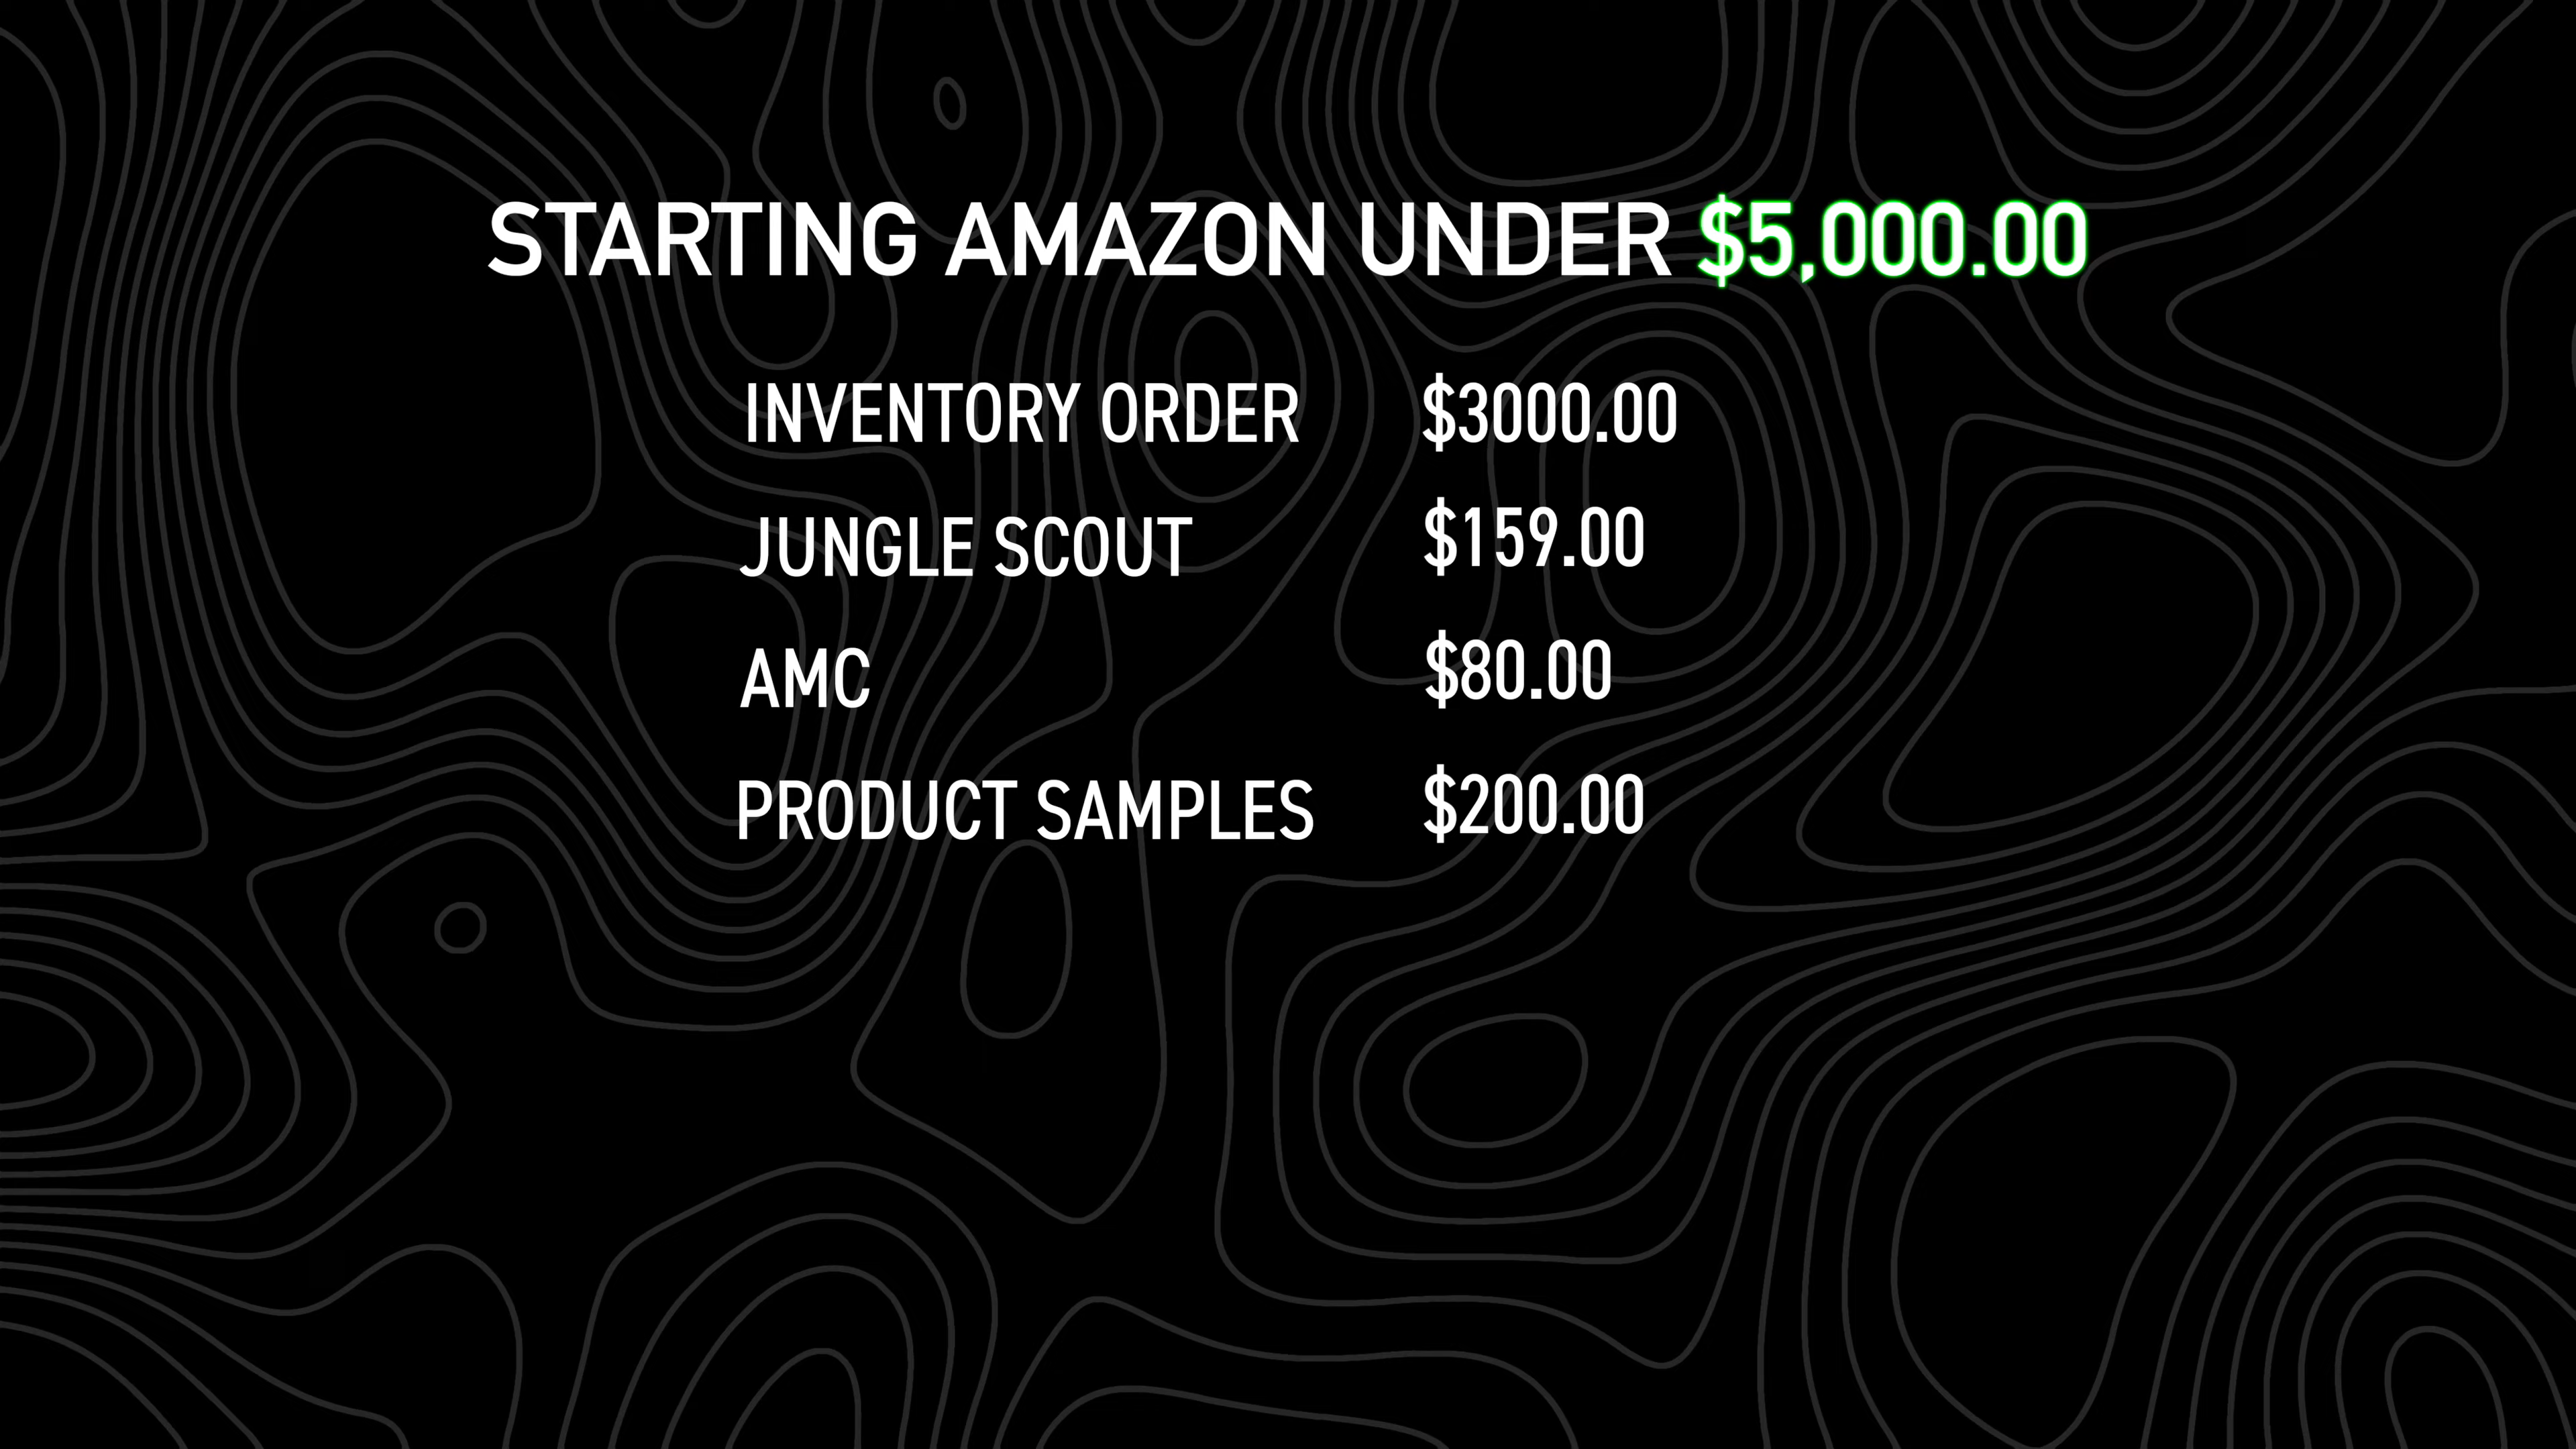 STARTING AMAZON UNDER $5,000.00
INVENTORY ORDER $3000.00
JUNGLE SCOUT $159.00
AMC $80.00
PRODUCT SAMPLES $200.00